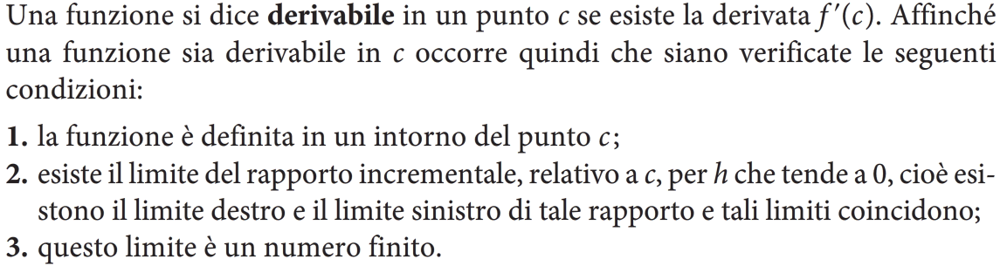 Una funzione si dice derivabile in un punto c se esiste la derivata f′(c). Affinché
una funzione sia derivabile in c occorre quindi che siano verificate le seguenti
condizioni:
1. la funzione è definita in un intorno del punto c;
2. esiste il limite del rapporto incrementale, relativo a c, per h che tende a 0, cioè esi-
stono il limite destro e il limite sinistro di tale rapporto e tali limiti coincidono;
3. questo limite è un numero finito.